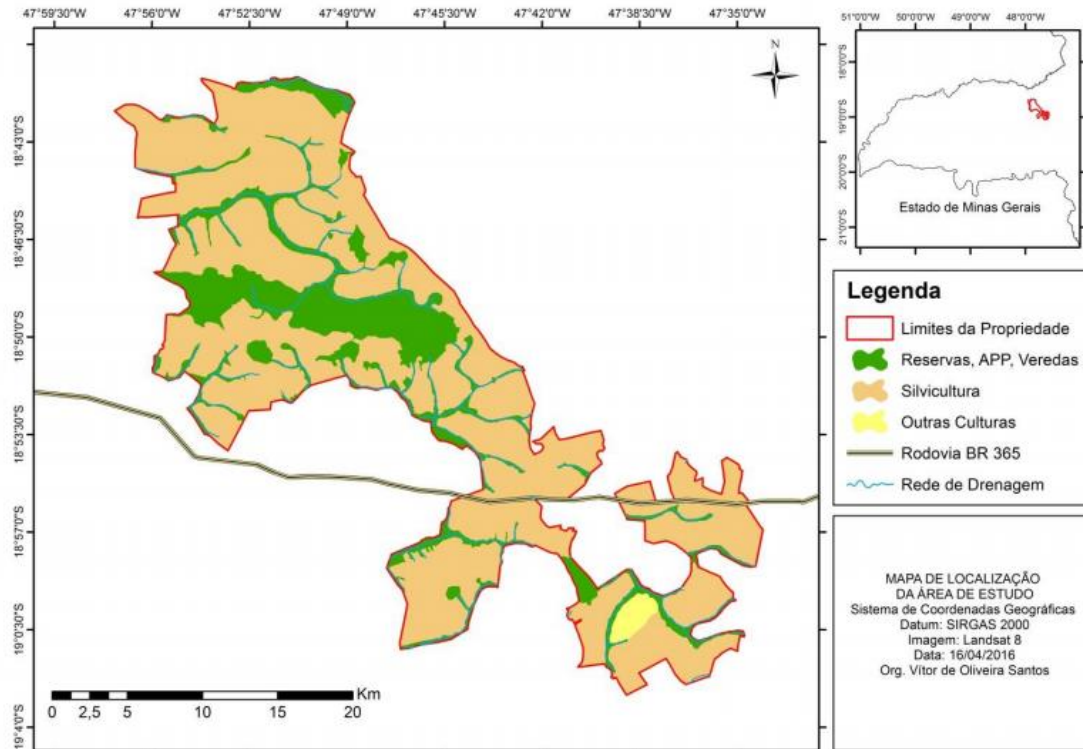 47°59'30"W 47°56'0"W 47°52'30"W 47°49'0"W 47°45'30"W 47°42'0"W 47°38'30"W 47°35'0"W
18°43'0"S
18°46'30"S
18°50'0"S
18°53'30"S
18°57'0"S
19°0'30"S
19°4'0"S
N
Km
0 2,5 5 10 15 20
51°0'0"W 50°0'0"W 49°0'0"W 48°0'0"W
18°0'0"S
19°0'0"S
20°0'0"S
21°0'0"S
Estado de Minas Gerais
Legenda
Limites da Propriedade
Reservas, APP, Veredas
Silvicultura
Outras Culturas
Rodovia BR 365
Rede de Drenagem
MAPA DE LOCALIZAÇÃO
DA ÁREA DE ESTUDO
Sistema de Coordenadas Geográficas
Datum: SIRGAS 2000
Imagem: Landsat 8
Data: 16/04/2016
Org. Vítor de Oliveira Santos